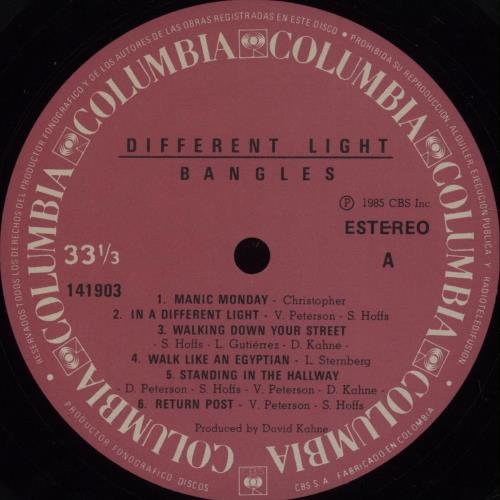 RESERVADOS TODOS LOS DERECHOS DEL PRODUCTOR FONOGRAFICO Y DE LOS AUTORES DE LAS OBRAS REGISTRADAS EN ESTE DISCO • PROHIBIDA SU REPRODUCCION, ALQUILER, EJECUCION PUBLICA Y RADIOTELEDIFUSION •
COLUMBIA COLUMBIA COLUMBIA COLUMBIA COLUMBIA COLUMBIA
DIFFERENT LIGHT
BANGLES
Ⓟ 1985 CBS Inc.
ESTEREO
33 1/3
A
141903
1. MANIC MONDAY - Christopher
2. IN A DIFFERENT LIGHT - V. Peterson - S. Hoffs
3. WALKING DOWN YOUR STREET
- S. Hoffs - L. Gutiérrez - D. Kahne -
4. WALK LIKE AN EGYPTIAN - L. Sternberg
5. STANDING IN THE HALLWAY
- D. Peterson - S. Hoffs - V. Peterson - D. Kahne -
6. RETURN POST - V. Peterson - S. Hoffs
Produced by David Kahne
PRODUCTOR FONOGRAFICO DISCOS CBS S.A. FABRICADO EN COLOMBIA